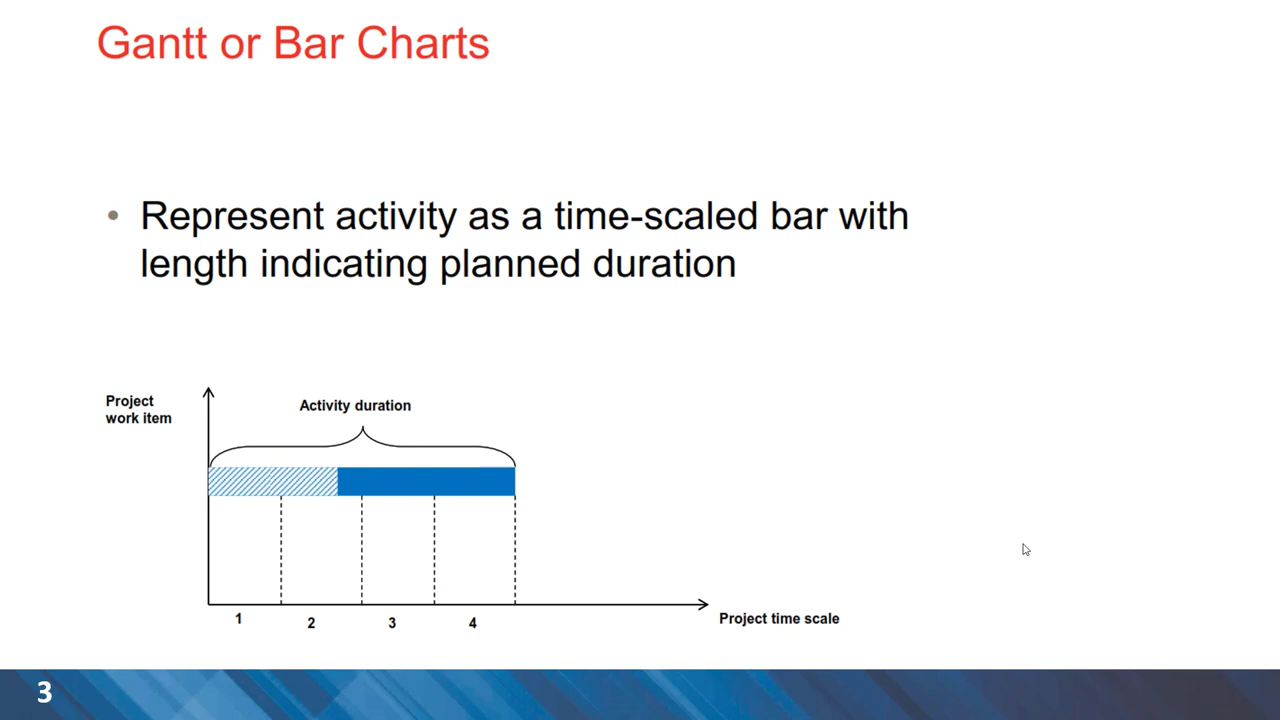 Gantt or Bar Charts
• Represent activity as a time-scaled bar with
length indicating planned duration
Project
work item
Activity duration
1 2 3 4
Project time scale
3